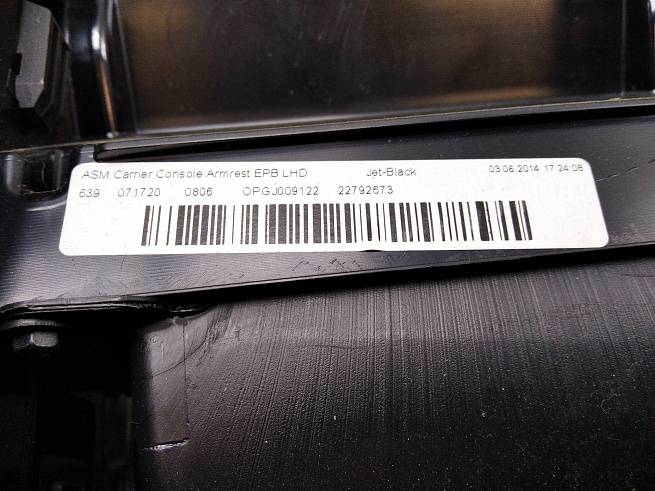 ASM Carrier Console Armrest EPB LHD Jet-Black 03.06.2014 17:24:08
639 071720 0806 OPGJ009122 22792673